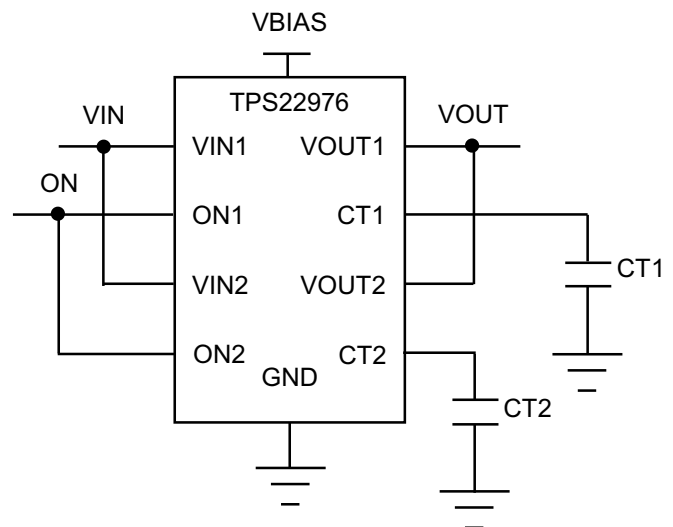 VBIAS
TPS22976
VIN
VOUT
VIN1
VOUT1
ON
ON1
CT1
CT1
VIN2
VOUT2
ON2
CT2
GND
CT2